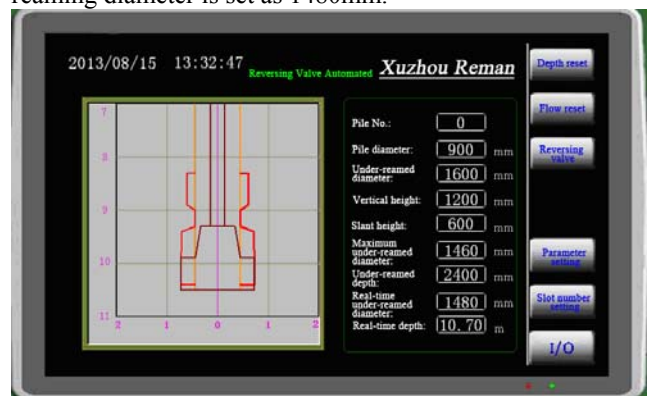 reaming diameter is set as 1480mm.
2013/08/15 13:32:47 Reversing Valve Automated Xuzhou Reman
Depth reset
Flow reset
Reversing
valve
Parameter
setting
Slot number
setting
I/O
7
8
9
10
11
2 1 0 1 2
Pile No.: 0
Pile diameter: 900 mm
Under-reamed
diameter: 1600 mm
Vertical height: 1200 mm
Slant height: 600 mm
Maximum
under-reamed
diameter: 1460 mm
Under-reamed
depth: 2400 mm
Real-time
under-reamed
diameter: 1480 mm
Real-time depth: 10.70 m